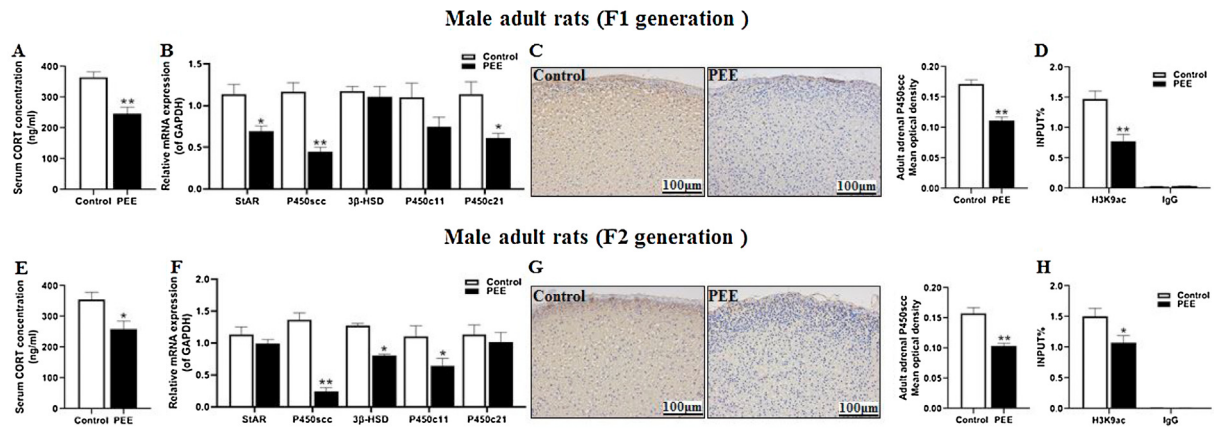 Male adult rats (F1 generation )
A
Serum CORT concentration
(ng/ml)
400
300
200
100
0
**
Control PEE
B
Relative mRNA expression
(of GAPDH)
1.5
1.0
0.5
0.0
Control
PEE
*
**
*
StAR P450scc 3β-HSD P450c11 P450c21
C
Control
100μm
PEE
100μm
Adult adrenal P450scc
Mean optical density
0.20
0.15
0.10
0.05
0.00
**
Control PEE
D
INPUT%
2.0
1.5
1.0
0.5
0.0
Control
PEE
**
H3K9ac IgG
Male adult rats (F2 generation )
E
Serum CORT concentration
(ng/ml)
400
300
200
100
0
*
Control PEE
F
Relative mRNA expression
(of GAPDH)
2.0
1.5
1.0
0.5
0.0
Control
PEE
**
*
*
StAR P450scc 3β-HSD P450c11 P450c21
G
Control
100μm
PEE
100μm
Adult adrenal P450scc
Mean optical density
0.20
0.15
0.10
0.05
0.00
**
Control PEE
H
INPUT%
2.0
1.5
1.0
0.5
0.0
Control
PEE
*
H3K9ac IgG